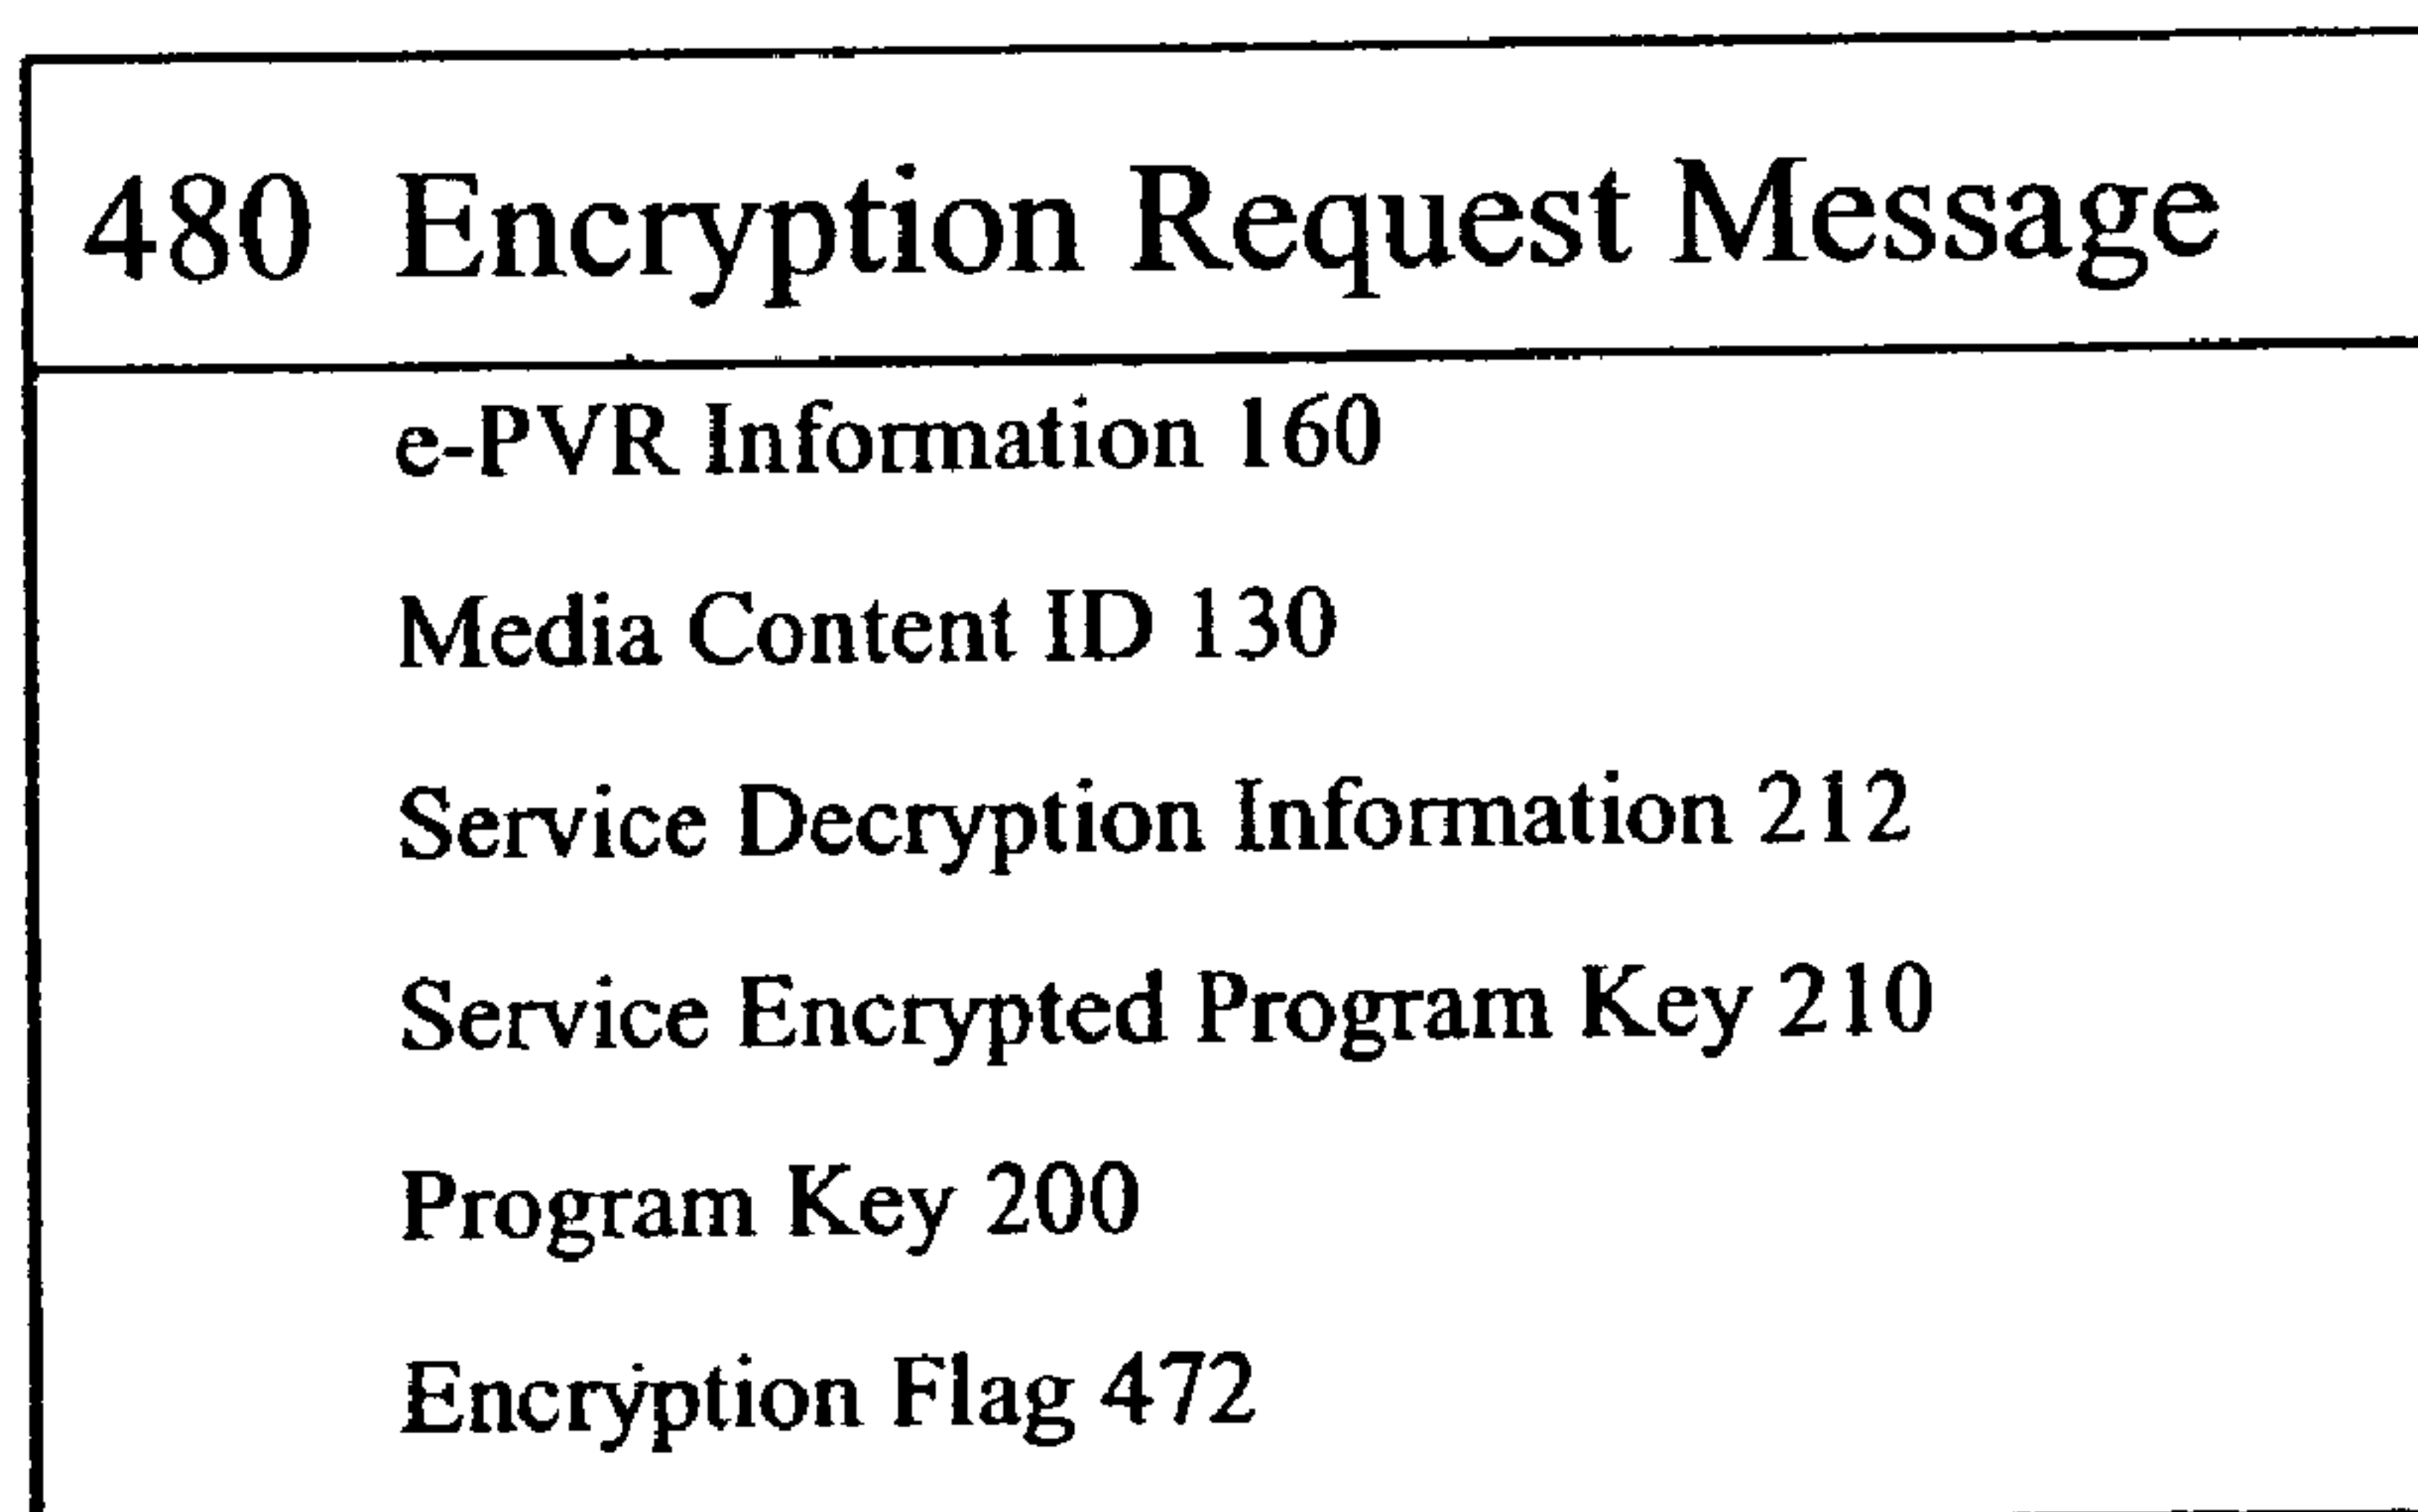 480 Encryption Request Message
e-PVR Information 160
Media Content ID 130
Service Decryption Information 212
Service Encrypted Program Key 210
Program Key 200
Encryption Flag 472